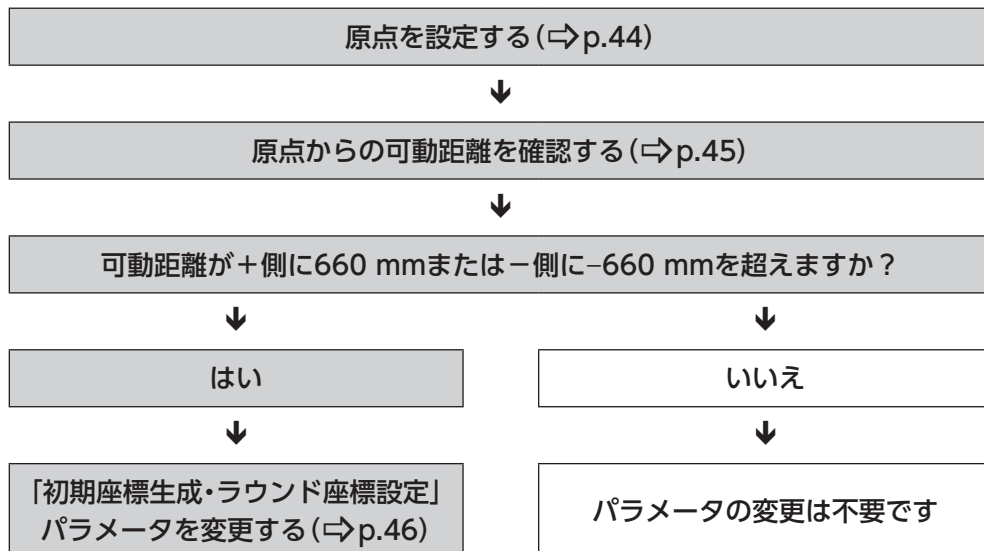 原点を設定する(⇨p.44)
原点からの可動距離を確認する(⇨p.45)
可動距離が+側に660 mmまたは−側に−660 mmを超えますか?
はい
いいえ
「初期座標生成・ラウンド座標設定」
パラメータを変更する(⇨p.46)
パラメータの変更は不要です